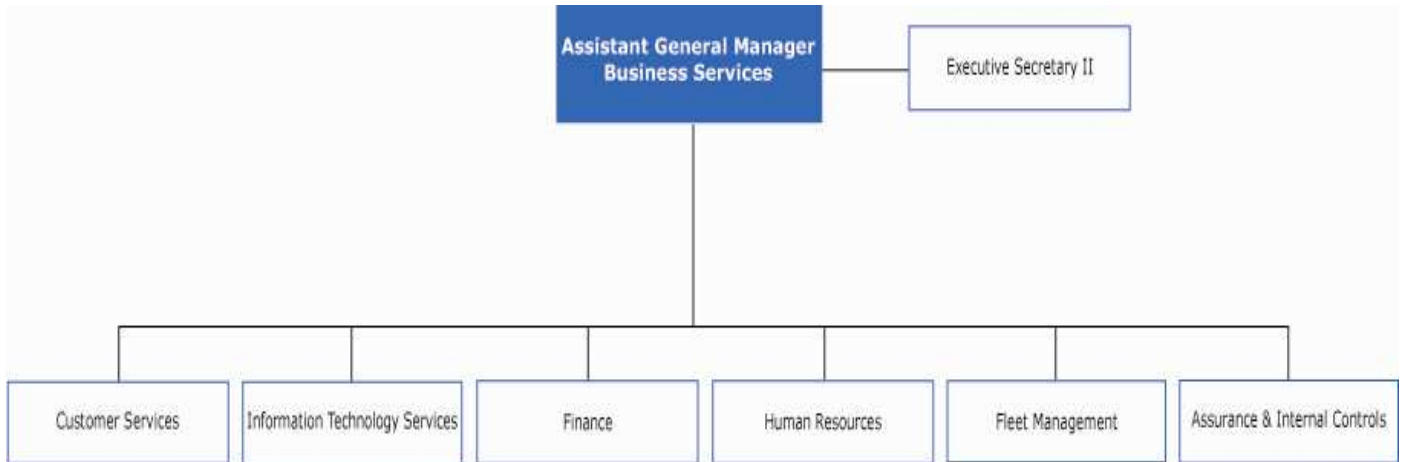 Assistant General Manager
Business Services
Executive Secretary II
Customer Services
Information Technology Services
Finance
Human Resources
Fleet Management
Assurance & Internal Controls